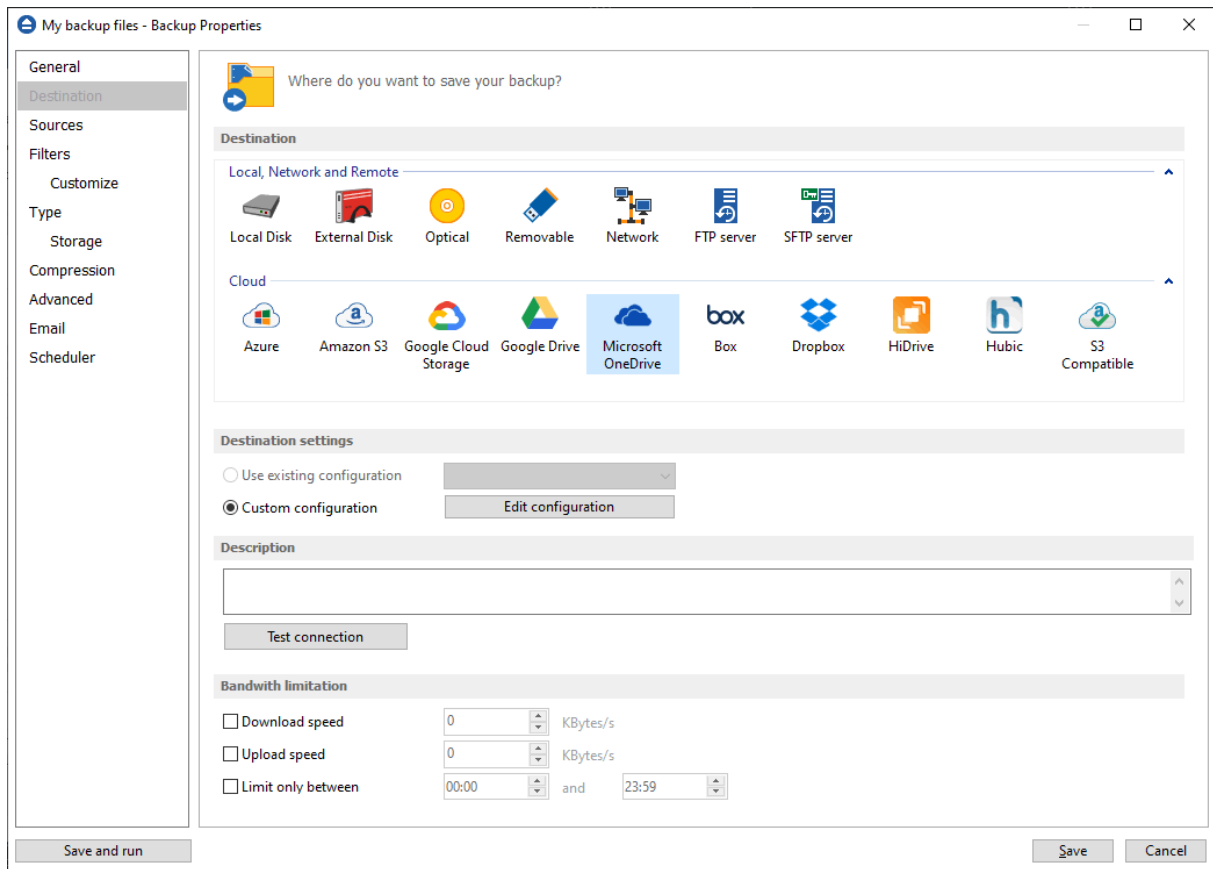 My backup files - Backup Properties
General
Destination
Sources
Filters
Customize
Type
Storage
Compression
Advanced
Email
Scheduler
Where do you want to save your backup?
Destination
Local, Network and Remote
Local Disk External Disk Optical Removable Network FTP server SFTP server
Cloud
box
Azure Amazon S3 Google Cloud Storage Google Drive Microsoft OneDrive Box Dropbox HiDrive Hubic S3 Compatible
Destination settings
Use existing configuration
Custom configuration Edit configuration
Description
Test connection
Bandwith limitation
Download speed 0 KBytes/s
Upload speed 0 KBytes/s
Limit only between 00:00 and 23:59
Save and run Save Cancel